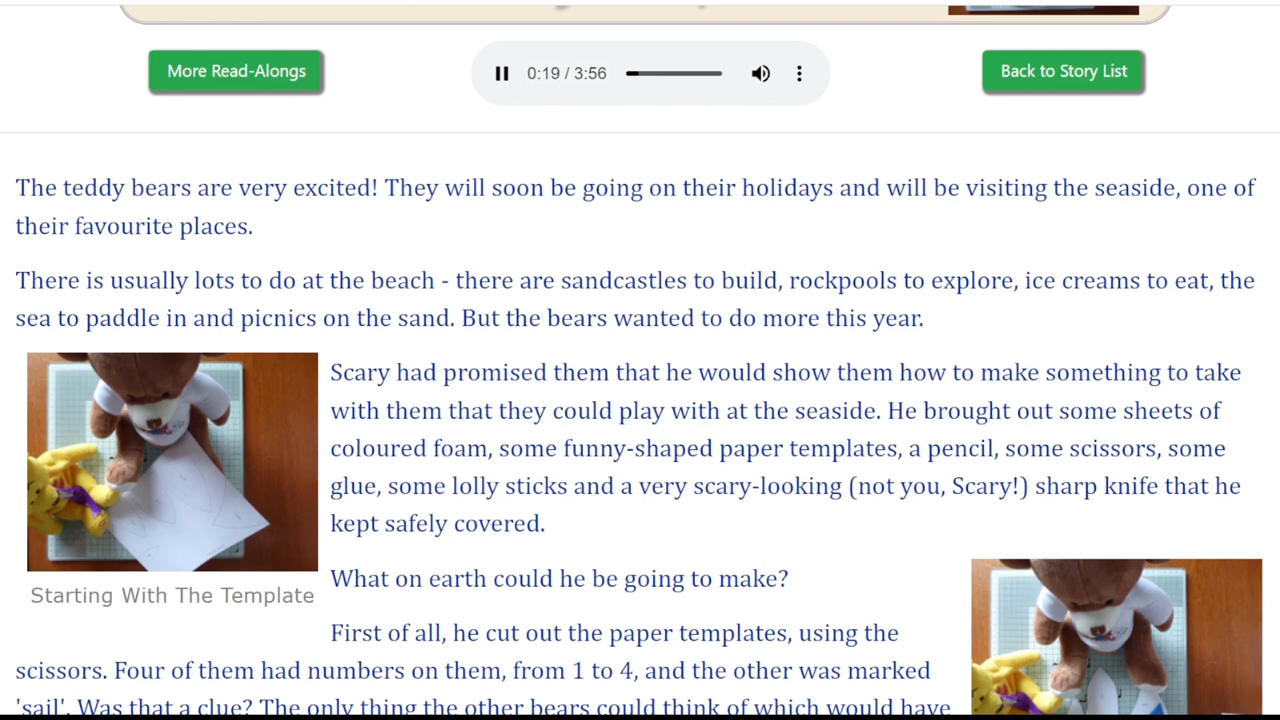 More Read-Alongs
0:19 / 3:56
Back to Story List
The teddy bears are very excited! They will soon be going on their holidays and will be visiting the seaside, one of
their favourite places.
There is usually lots to do at the beach - there are sandcastles to build, rockpools to explore, ice creams to eat, the
sea to paddle in and picnics on the sand. But the bears wanted to do more this year.
Scary had promised them that he would show them how to make something to take
with them that they could play with at the seaside. He brought out some sheets of
coloured foam, some funny-shaped paper templates, a pencil, some scissors, some
glue, some lolly sticks and a very scary-looking (not you, Scary!) sharp knife that he
kept safely covered.
Starting With The Template
What on earth could he be going to make?
First of all, he cut out the paper templates, using the
scissors. Four of them had numbers on them, from 1 to 4, and the other was marked
'sail'. Was that a clue? The only thing the other bears could think of which would have